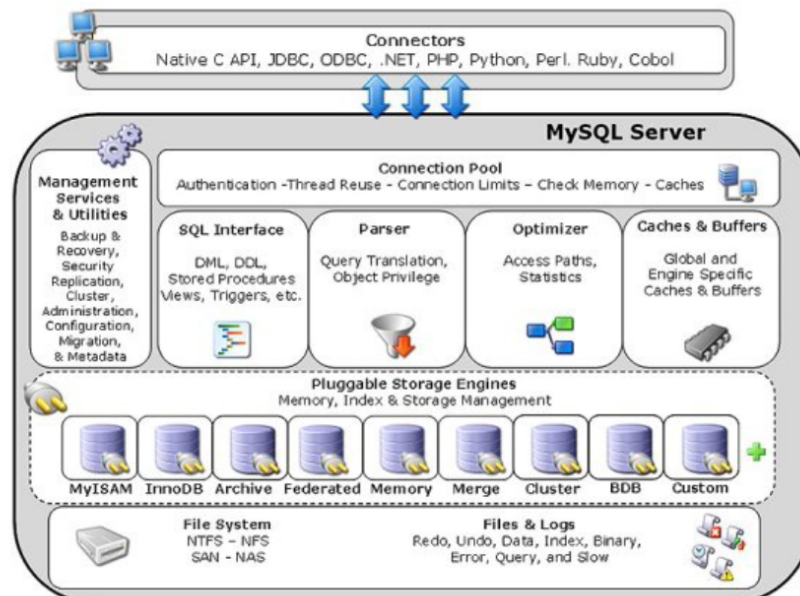 Connectors
Native C API, JDBC, ODBC, .NET, PHP, Python, Perl. Ruby, Cobol
MySQL Server
Management
Services
& Utilities
Backup &
Recovery,
Security
Replication,
Cluster,
Administration,
Configuration,
Migration,
& Metadata
Connection Pool
Authentication -Thread Reuse - Connection Limits – Check Memory - Caches
SQL Interface
DML, DDL,
Stored Procedures
Views, Triggers, etc.
Parser
Query Translation,
Object Privilege
Optimizer
Access Paths,
Statistics
Caches & Buffers
Global and
Engine Specific
Caches & Buffers
Pluggable Storage Engines
Memory, Index & Storage Management
MyISAM
InnoDB
Archive
Federated
Memory
Merge
Cluster
BDB
Custom
File System
NTFS – NFS
SAN - NAS
Files & Logs
Redo, Undo, Data, Index, Binary,
Error, Query, and Slow